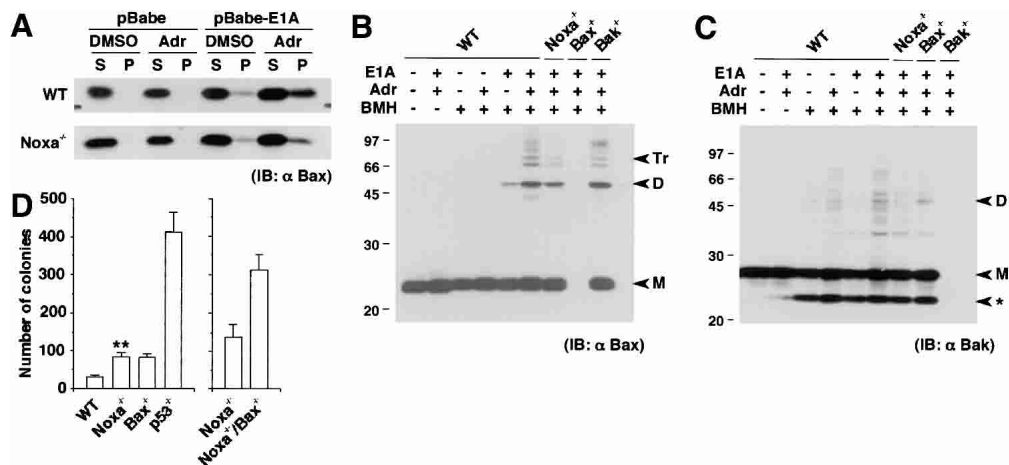 A
pBabe pBabe-E1A
DMSO Adr DMSO Adr
S P S P S P S P
WT
Noxa-/-
(IB: α Bax)
B
WT Noxa-/- Bax-/- Bak-/-
E1A - + - - + + + + +
Adr - + - + - + + + +
BMH - - + + + + + + +
97
66
45
30
20
Tr
D
M
(IB: α Bax)
C
WT Noxa-/- Bax-/- Bak-/-
E1A - + - - + + + + +
Adr - + - + - + + + +
BMH - - + + + + + + +
97
66
45
30
20
D
M
*
(IB: α Bak)
D
Number of colonies
500
400
300
200
100
0
**
WT Noxa-/- Bax-/- p53-/-
Noxa-/- Noxa-/-/Bax-/-